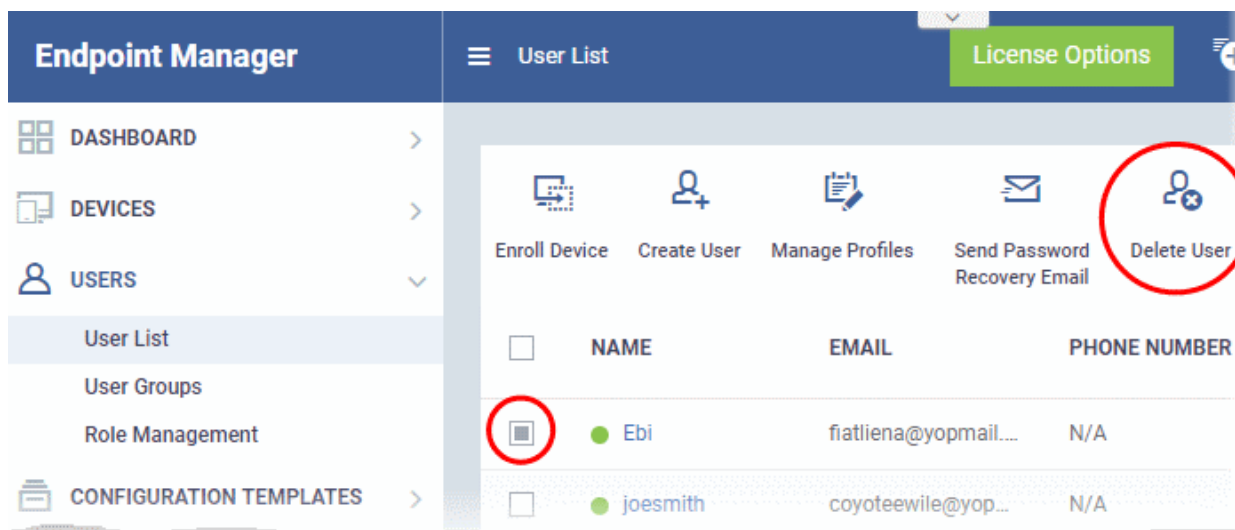 Endpoint Manager
User List
License Options
DASHBOARD
DEVICES
USERS
User List
User Groups
Role Management
CONFIGURATION TEMPLATES
Enroll Device
Create User
Manage Profiles
Send Password
Recovery Email
Delete User
NAME EMAIL PHONE NUMBER
Ebi fiatliena@yopmail.... N/A
joesmith coyoteewile@yop... N/A